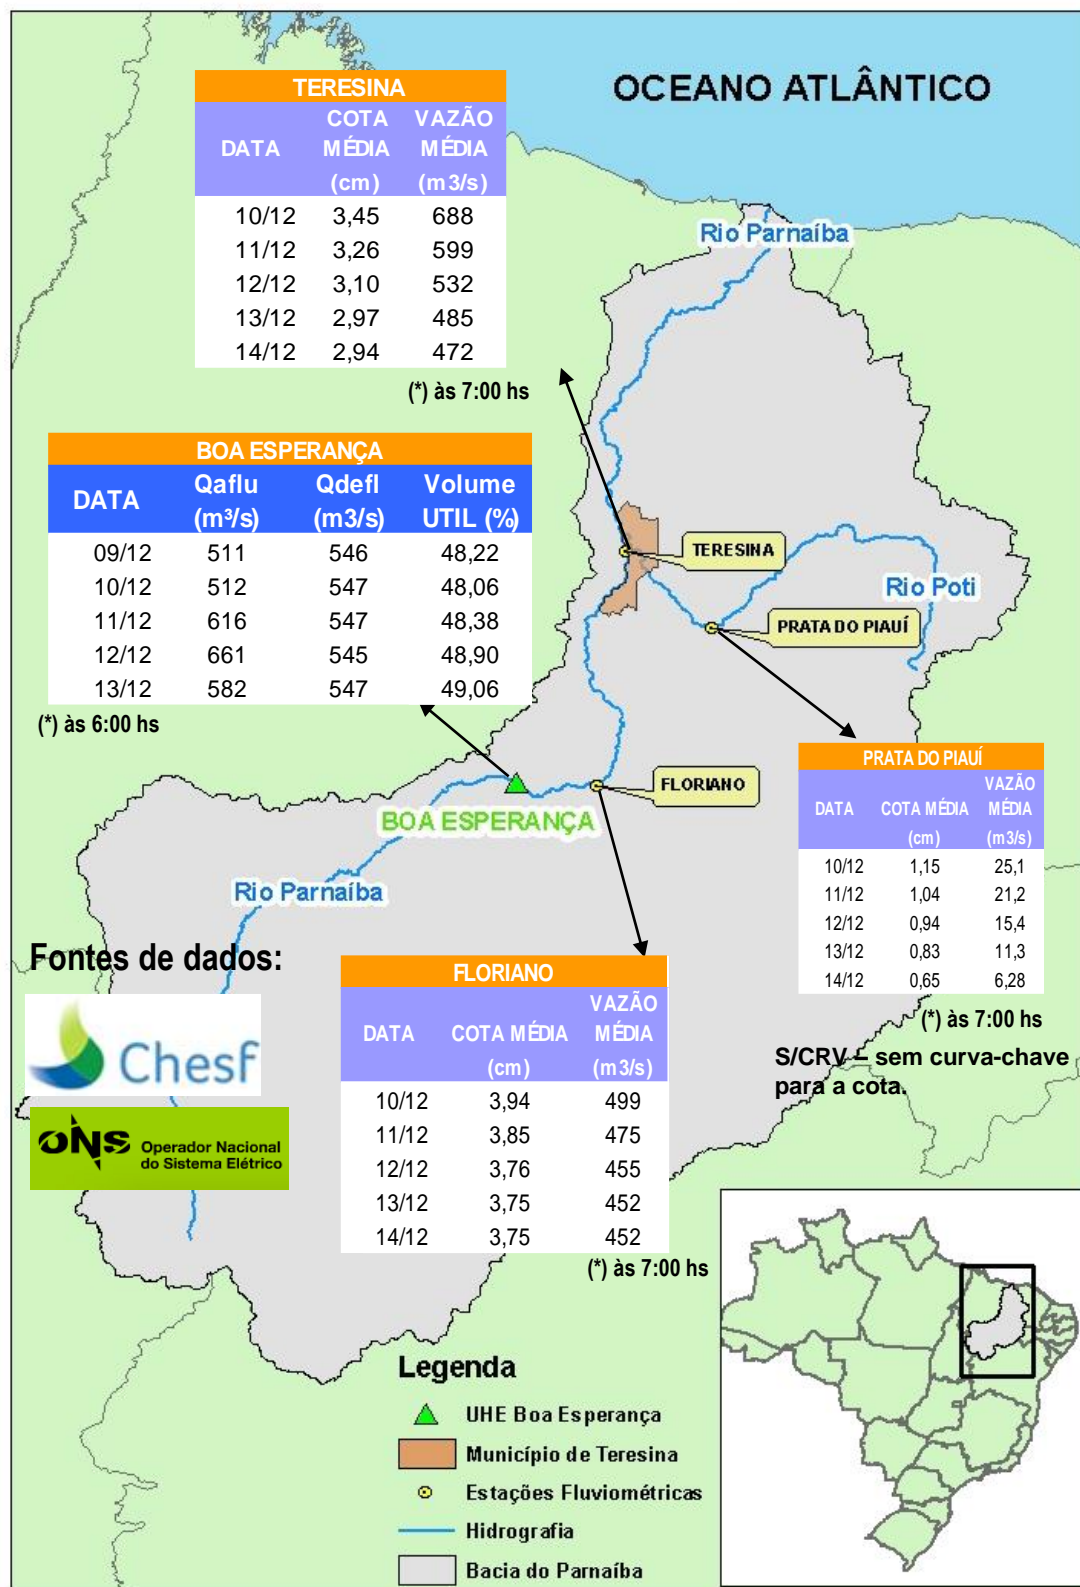 OCEANO ATLÂNTICO
TERESINA
DATA COTA MÉDIA (cm) VAZÃO MÉDIA (m3/s)
10/12 3,45 688
11/12 3,26 599
12/12 3,10 532
13/12 2,97 485
14/12 2,94 472
(*) às 7:00 hs
Rio Parnaíba
BOA ESPERANÇA
DATA Qaflu (m³/s) Qdefl (m3/s) Volume UTIL (%)
09/12 511 546 48,22
10/12 512 547 48,06
11/12 616 547 48,38
12/12 661 545 48,90
13/12 582 547 49,06
(*) às 6:00 hs
TERESINA
Rio Poti
PRATA DO PIAUÍ
FLORIANO
BOA ESPERANÇA
Rio Parnaíba
PRATA DO PIAUÍ
DATA COTA MÉDIA (cm) VAZÃO MÉDIA (m3/s)
10/12 1,15 25,1
11/12 1,04 21,2
12/12 0,94 15,4
13/12 0,83 11,3
14/12 0,65 6,28
(*) às 7:00 hs
S/CRV – sem curva-chave
para a cota.
Fontes de dados:
Chesf
ONS Operador Nacional
do Sistema Elétrico
FLORIANO
DATA COTA MÉDIA (cm) VAZÃO MÉDIA (m3/s)
10/12 3,94 499
11/12 3,85 475
12/12 3,76 455
13/12 3,75 452
14/12 3,75 452
(*) às 7:00 hs
Legenda
UHE Boa Esperança
Município de Teresina
Estações Fluviométricas
Hidrografia
Bacia do Parnaíba